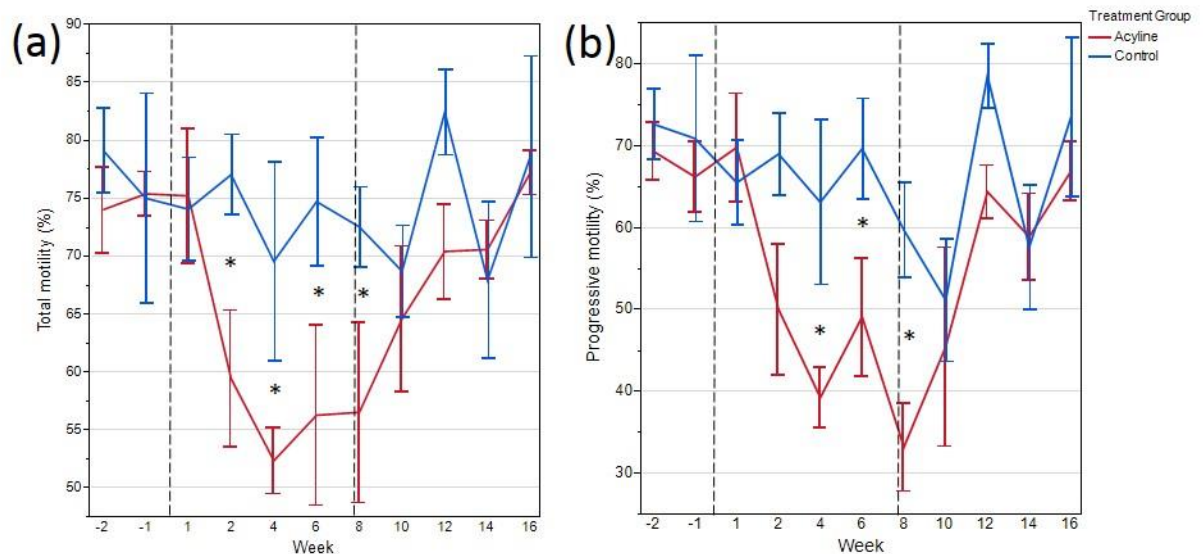 (a)
90
85
80
75
70
65
60
55
50
Total motility (%)
*
*
*
*
-2 -1 1 2 4 6 8 10 12 14 16
Week
(b)
80
70
60
50
40
30
Progressive motility (%)
*
*
*
-2 -1 1 2 4 6 8 10 12 14 16
Week
Treatment Group
Acyline
Control